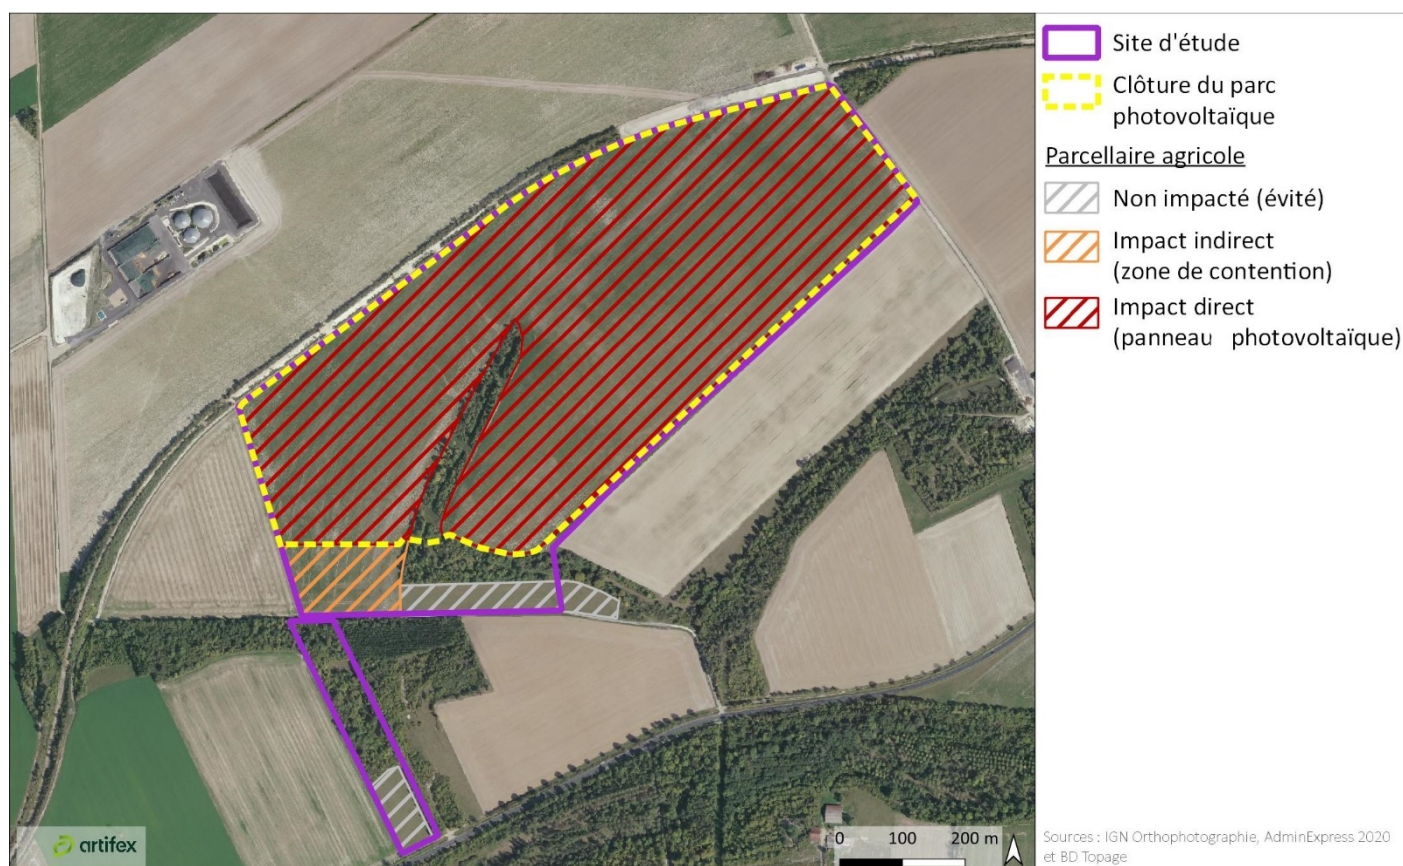 Site d'étude
Clôture du parc
photovoltaïque
Parcellaire agricole
Non impacté (évité)
Impact indirect
(zone de contention)
Impact direct
(panneau photovoltaïque)
artifex
0 100 200 m
Sources : IGN Orthophotographie, AdminExpress 2020
et BD Topage